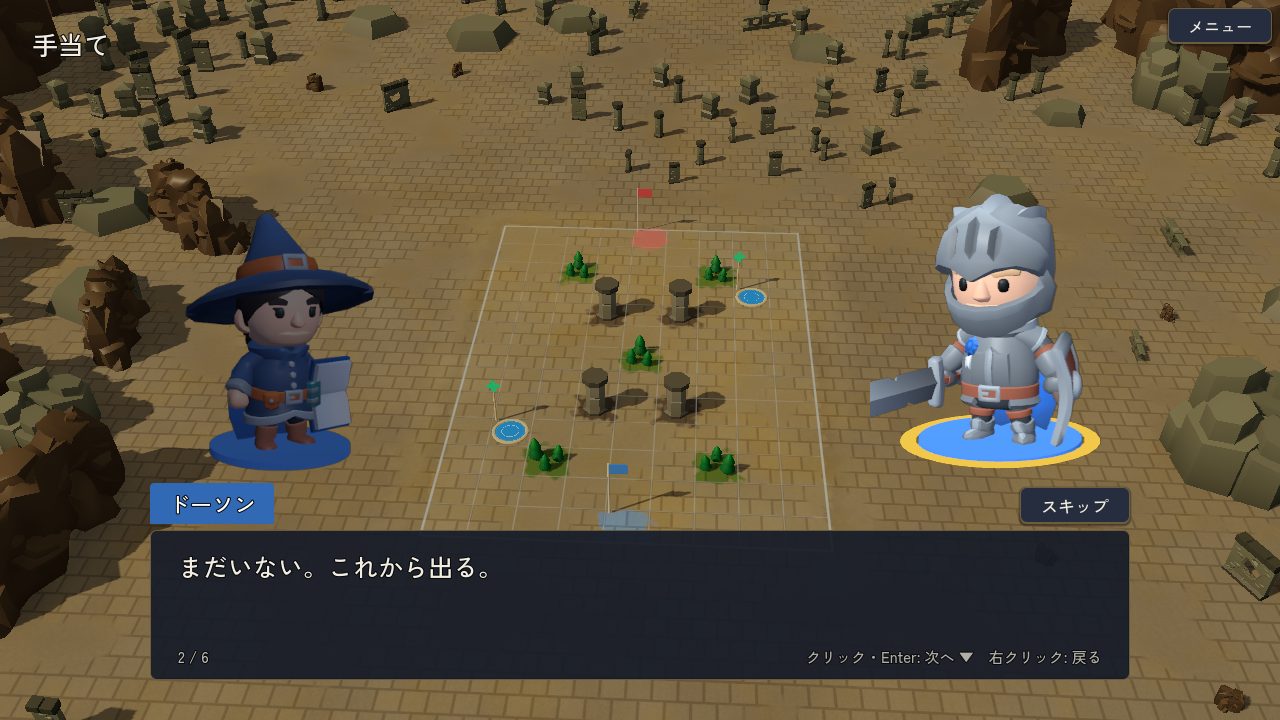 手当て
メニュー
ドーソン
スキップ
まだいない。これから出る。
2 / 6
クリック・Enter: 次へ ▼ 右クリック: 戻る